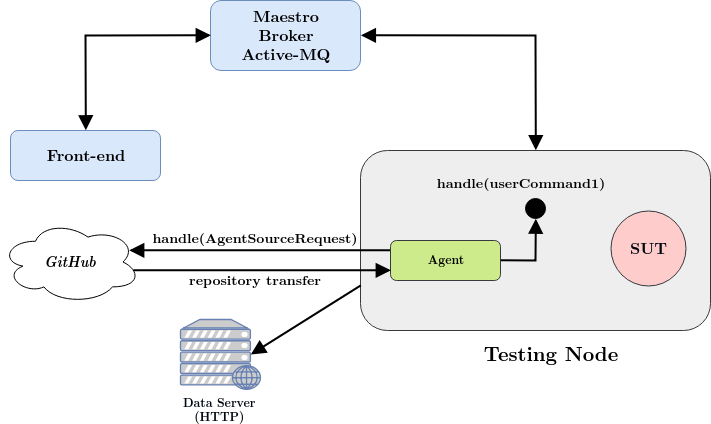 Maestro
Broker
Active-MQ
Front-end
handle(userCommand1)
handle(AgentSourceRequest)
GitHub
Agent
SUT
repository transfer
Testing Node
Data Server
(HTTP)